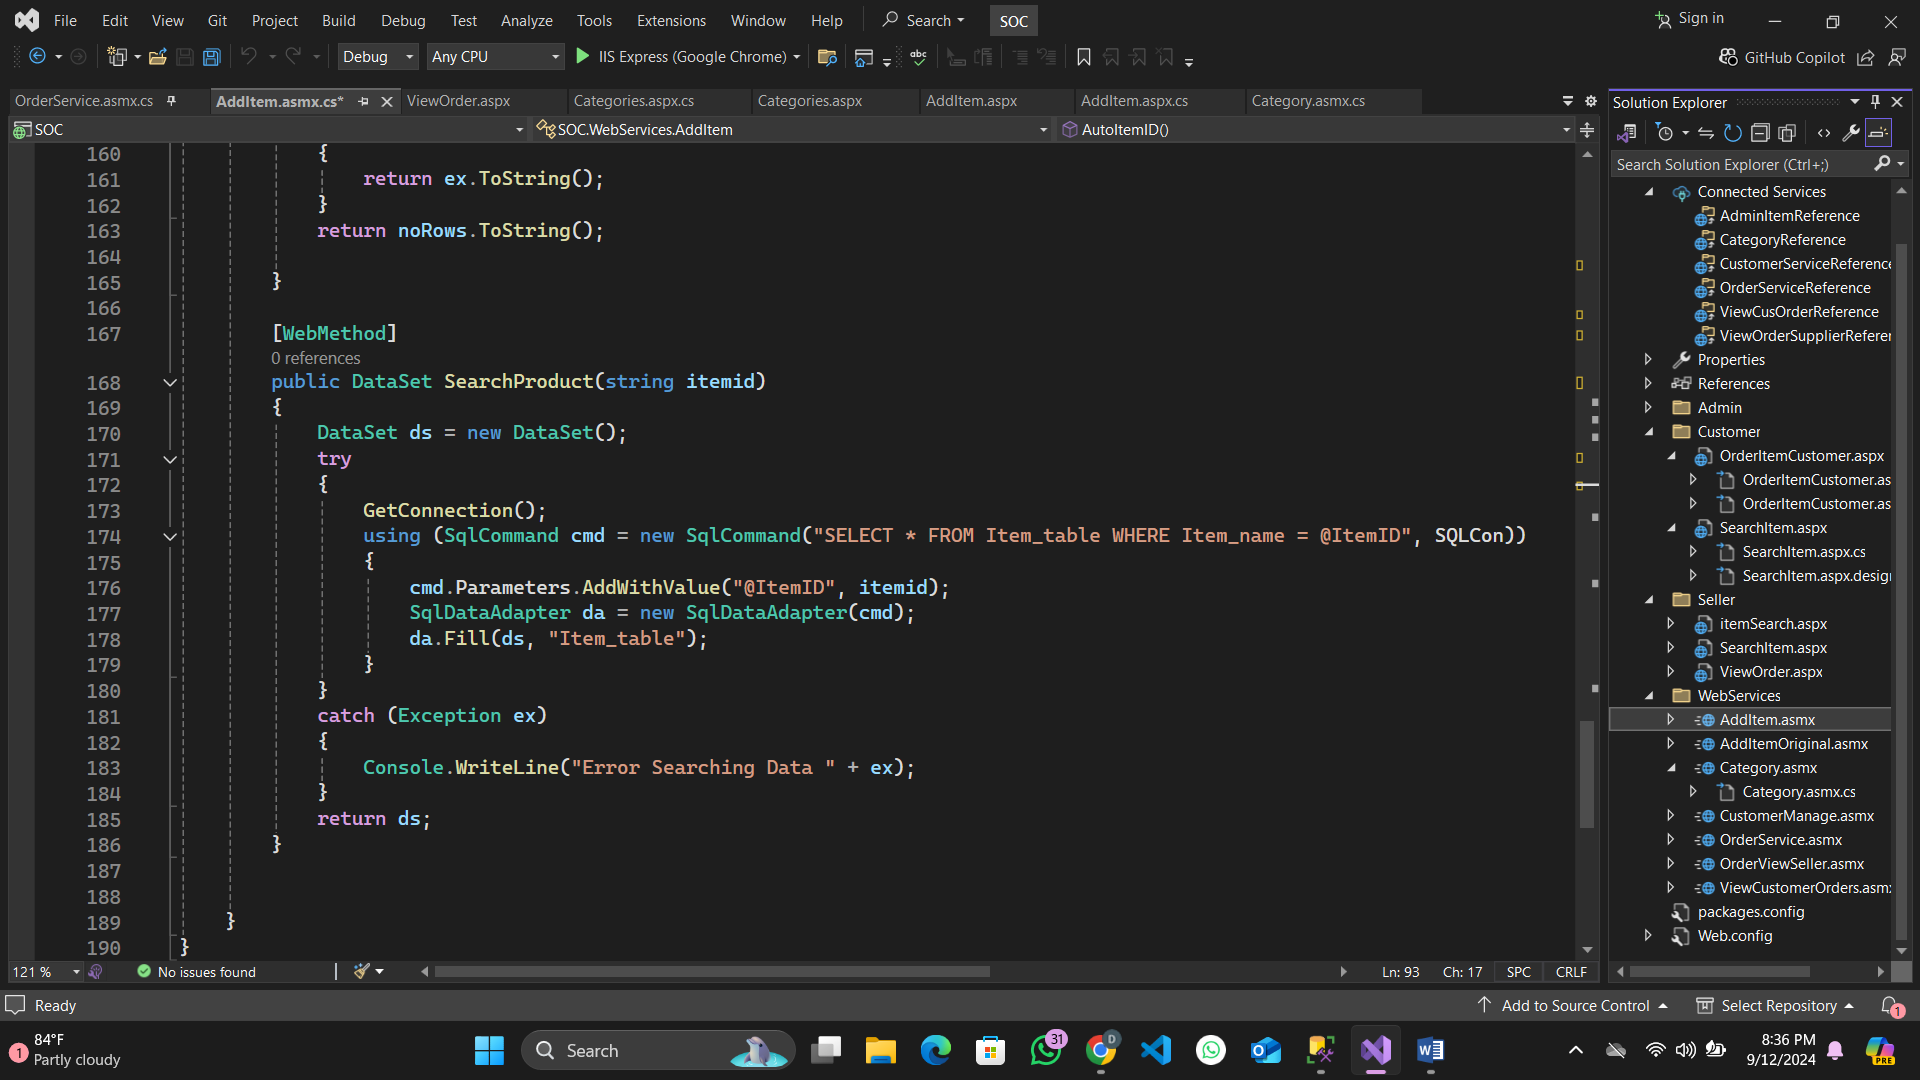 File Edit View Git Project Build Debug Test Analyze Tools Extensions Window Help Search SOC Sign in
Debug Any CPU IIS Express (Google Chrome) GitHub Copilot
OrderService.asmx.cs AddItem.asmx.cs* ViewOrder.aspx Categories.aspx.cs Categories.aspx AddItem.aspx AddItem.aspx.cs Category.asmx.cs
SOC SOC.WebServices.AddItem AutoItemID()
160 {
161 return ex.ToString();
162 }
163 return noRows.ToString();
164
165 }
166
167 [WebMethod]
0 references
168 public DataSet SearchProduct(string itemid)
169 {
170 DataSet ds = new DataSet();
171 try
172 {
173 GetConnection();
174 using (SqlCommand cmd = new SqlCommand("SELECT * FROM Item_table WHERE Item_name = @ItemID", SQLCon))
175 {
176 cmd.Parameters.AddWithValue("@ItemID", itemid);
177 SqlDataAdapter da = new SqlDataAdapter(cmd);
178 da.Fill(ds, "Item_table");
179 }
180 }
181 catch (Exception ex)
182 {
183 Console.WriteLine("Error Searching Data " + ex);
184 }
185 return ds;
186 }
187
188
189 }
190 }
121 % No issues found Ln: 93 Ch: 17 SPC CRLF
Solution Explorer
Search Solution Explorer (Ctrl+;)
Connected Services
AdminItemReference
CategoryReference
CustomerServiceReference
OrderServiceReference
ViewCusOrderReference
ViewOrderSupplierRefere
Properties
References
Admin
Customer
OrderItemCustomer.aspx
OrderItemCustomer.as
OrderItemCustomer.as
SearchItem.aspx
SearchItem.aspx.cs
SearchItem.aspx.desig
Seller
itemSearch.aspx
SearchItem.aspx
ViewOrder.aspx
WebServices
AddItem.asmx
AddItemOriginal.asmx
Category.asmx
Category.asmx.cs
CustomerManage.asmx
OrderService.asmx
OrderViewSeller.asmx
ViewCustomerOrders.asm
packages.config
Web.config
Ready Add to Source Control Select Repository 1
1 84°F
Partly cloudy
Search
31
D
PRE
8:36 PM
9/12/2024